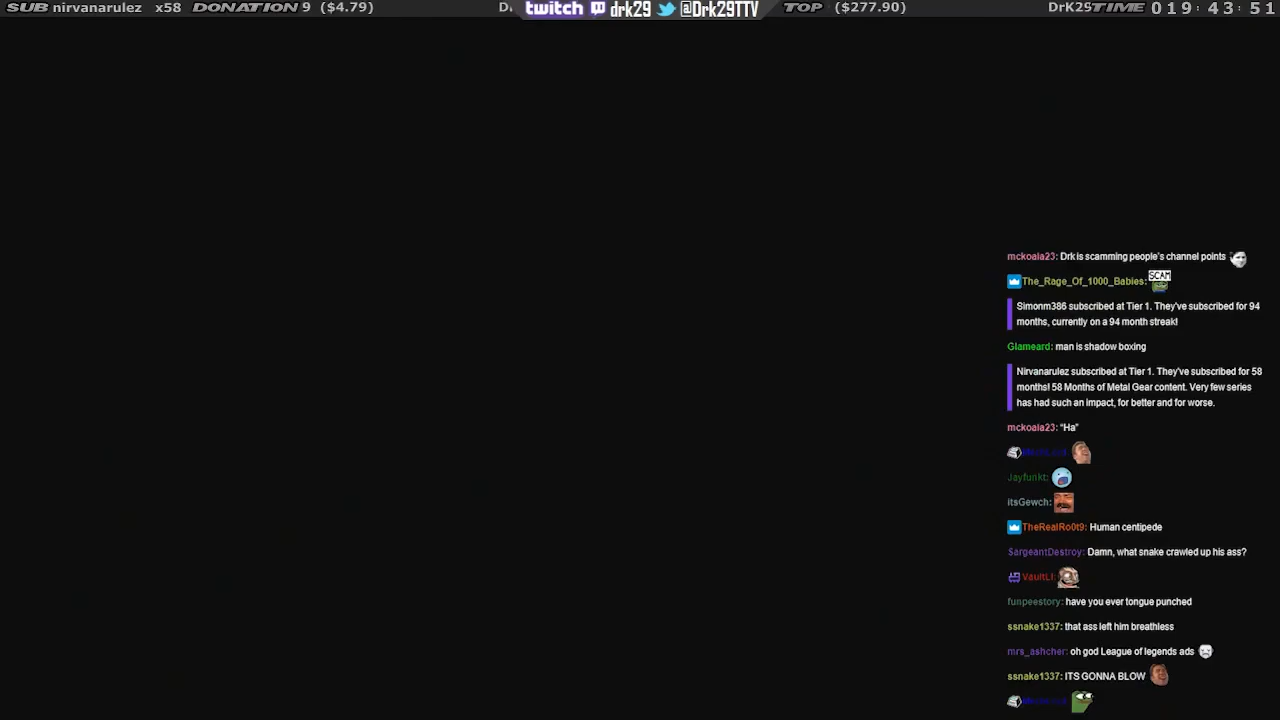 SUB nirvanarulez x58 DONATION 9 ($4.79) D twitch drk29 @Drk29TTV TOP ($277.90) DrK29 TIME 019:43:51
mckoala23: Drk is scamming people's channel points
The_Rage_Of_1000_Babies: SCAM
Simonm386 subscribed at Tier 1. They've subscribed for 94
months, currently on a 94 month streak!
Glameard: man is shadow boxing
Nirvanarulez subscribed at Tier 1. They've subscribed for 58
months! 58 Months of Metal Gear content. Very few series
has had such an impact, for better and for worse.
mckoala23: “Ha”
Jayfunkt:
itsGewch:
TheRealRo0t9: Human centipede
SargeantDestroy: Damn, what snake crawled up his ass?
VaultLI:
funpeestory: have you ever tongue punched
ssnake1337: that ass left him breathless
mrs_ashcher: oh god League of legends ads
ssnake1337: ITS GONNA BLOW